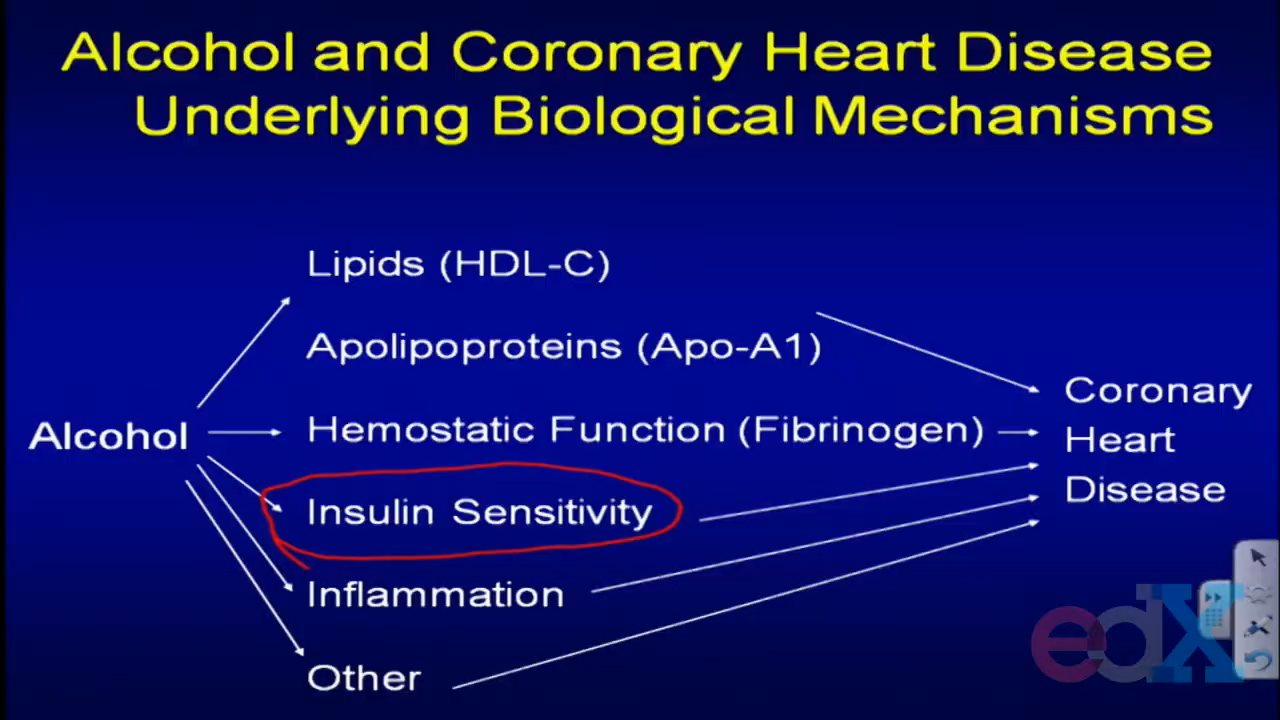 Alcohol and Coronary Heart Disease
Underlying Biological Mechanisms
Lipids (HDL-C)
Apolipoproteins (Apo-A1)
Alcohol
Hemostatic Function (Fibrinogen)
Insulin Sensitivity
Inflammation
Other
Coronary
Heart
Disease
edX